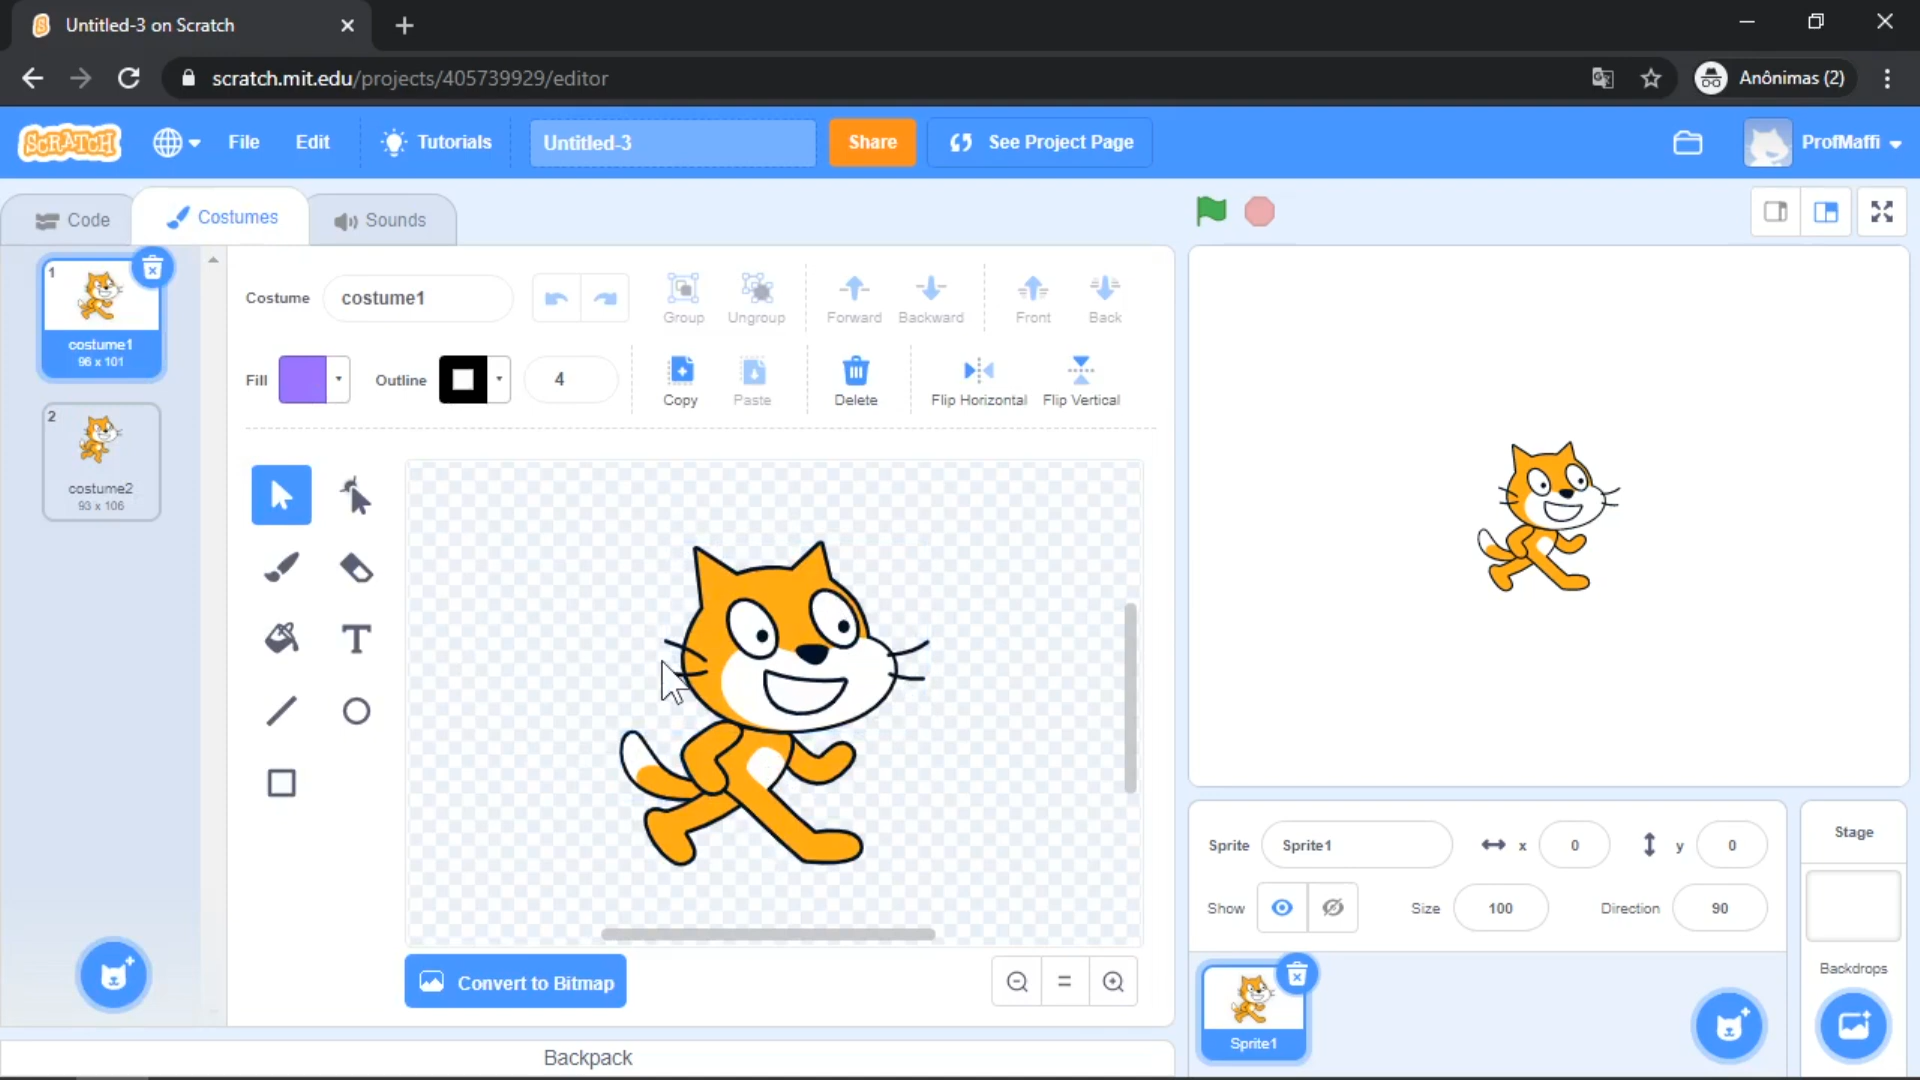 Untitled-3 on Scratch
scratch.mit.edu/projects/405739929/editor
Anônimas (2)
SCRATCH
File
Edit
Tutorials
Untitled-3
Share
See Project Page
ProfMaffi
Code
Costumes
Sounds
1
costume1
96 x 101
2
costume2
93 x 106
Costume
costume1
Group
Ungroup
Forward
Backward
Front
Back
Fill
Outline
4
Copy
Paste
Delete
Flip Horizontal
Flip Vertical
T
Convert to Bitmap
Backpack
Sprite
Sprite1
x
0
y
0
Show
Size
100
Direction
90
Sprite1
Stage
Backdrops